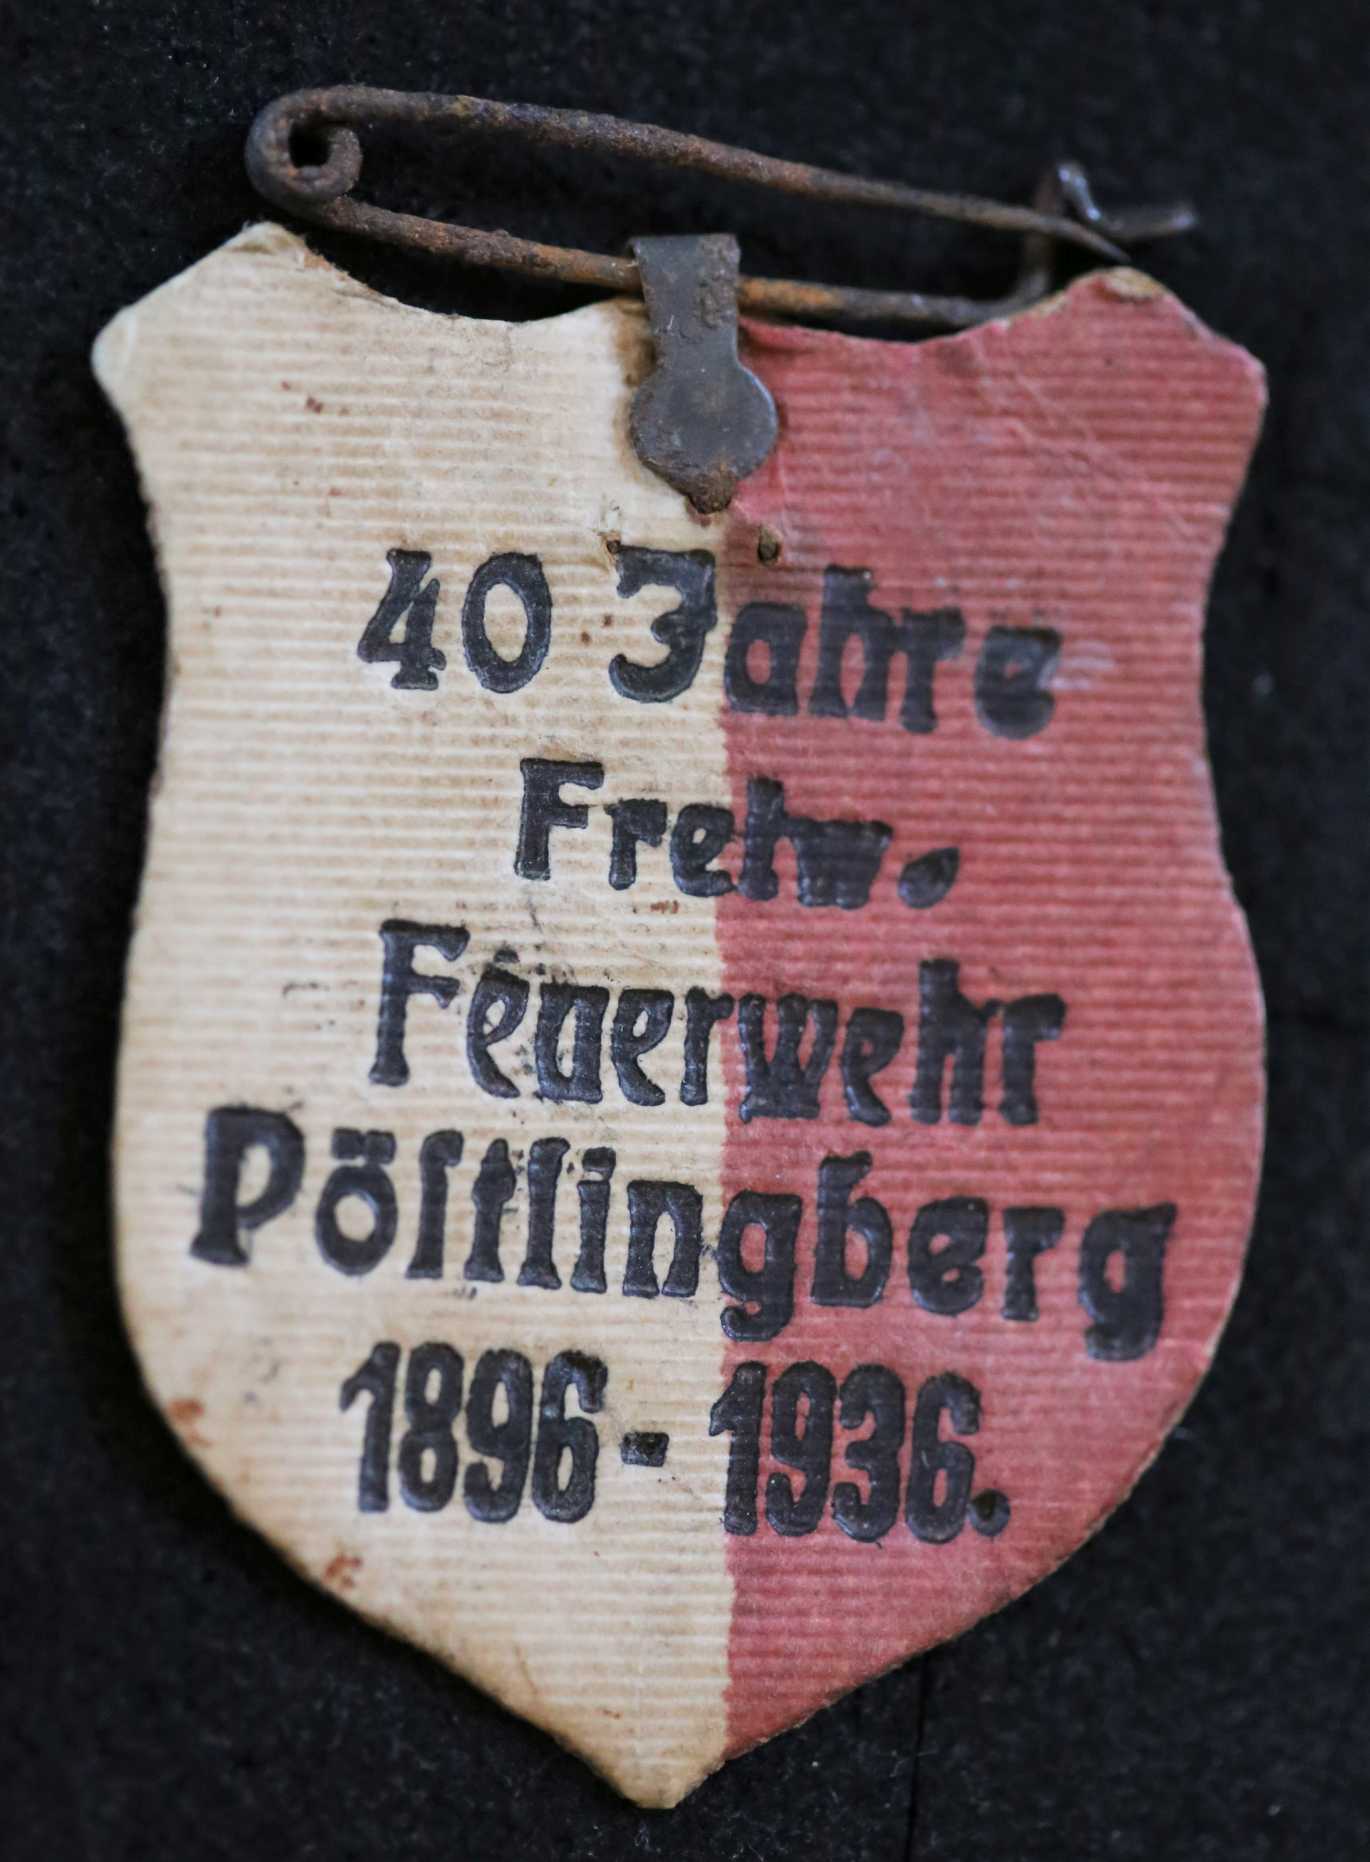 40 Jahre
Freiw.
Feuerwehr
Pöſtlingberg
1896-1936.